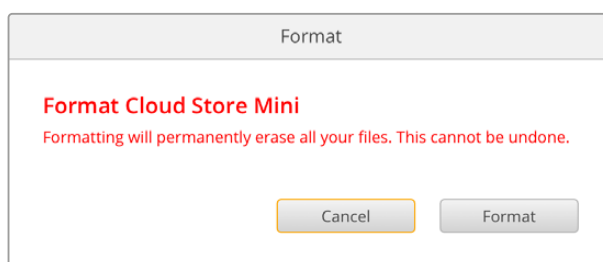 Format
Format Cloud Store Mini
Formatting will permanently erase all your files. This cannot be undone.
Cancel Format